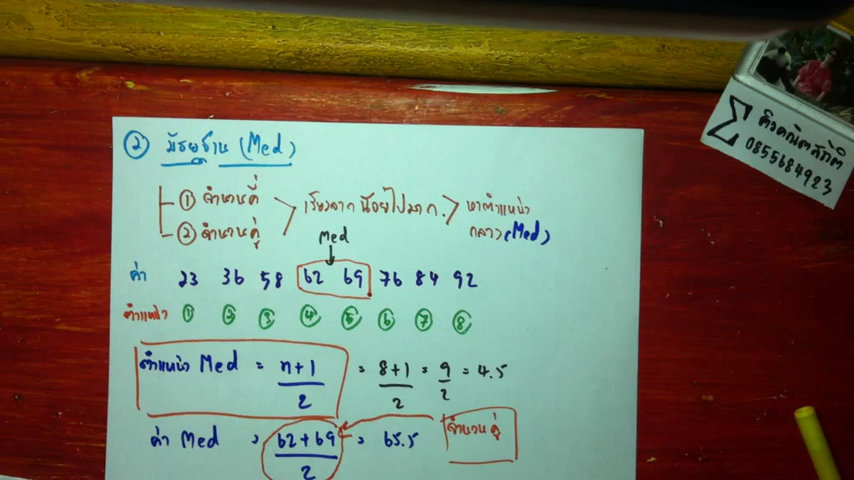 ② มัธยฐาน (Med)
① จำนวนคี่
② จำนวนคู่
เรียงจากน้อยไปมาก
หาตำแหน่ง
กลาง (Med)
Med
ค่า 23 36 58 62 69 76 84 92
ตำแหน่ง ① ② ③ ④ ⑤ ⑥ ⑦ ⑧
ตำแหน่ง Med = n+1 / 2 = 8+1 / 2 = 9 / 2 = 4.5
ค่า Med = 62+69 / 2 = 65.5 จำนวนคู่
Σ ติวคณิตสถิติ
0855684923